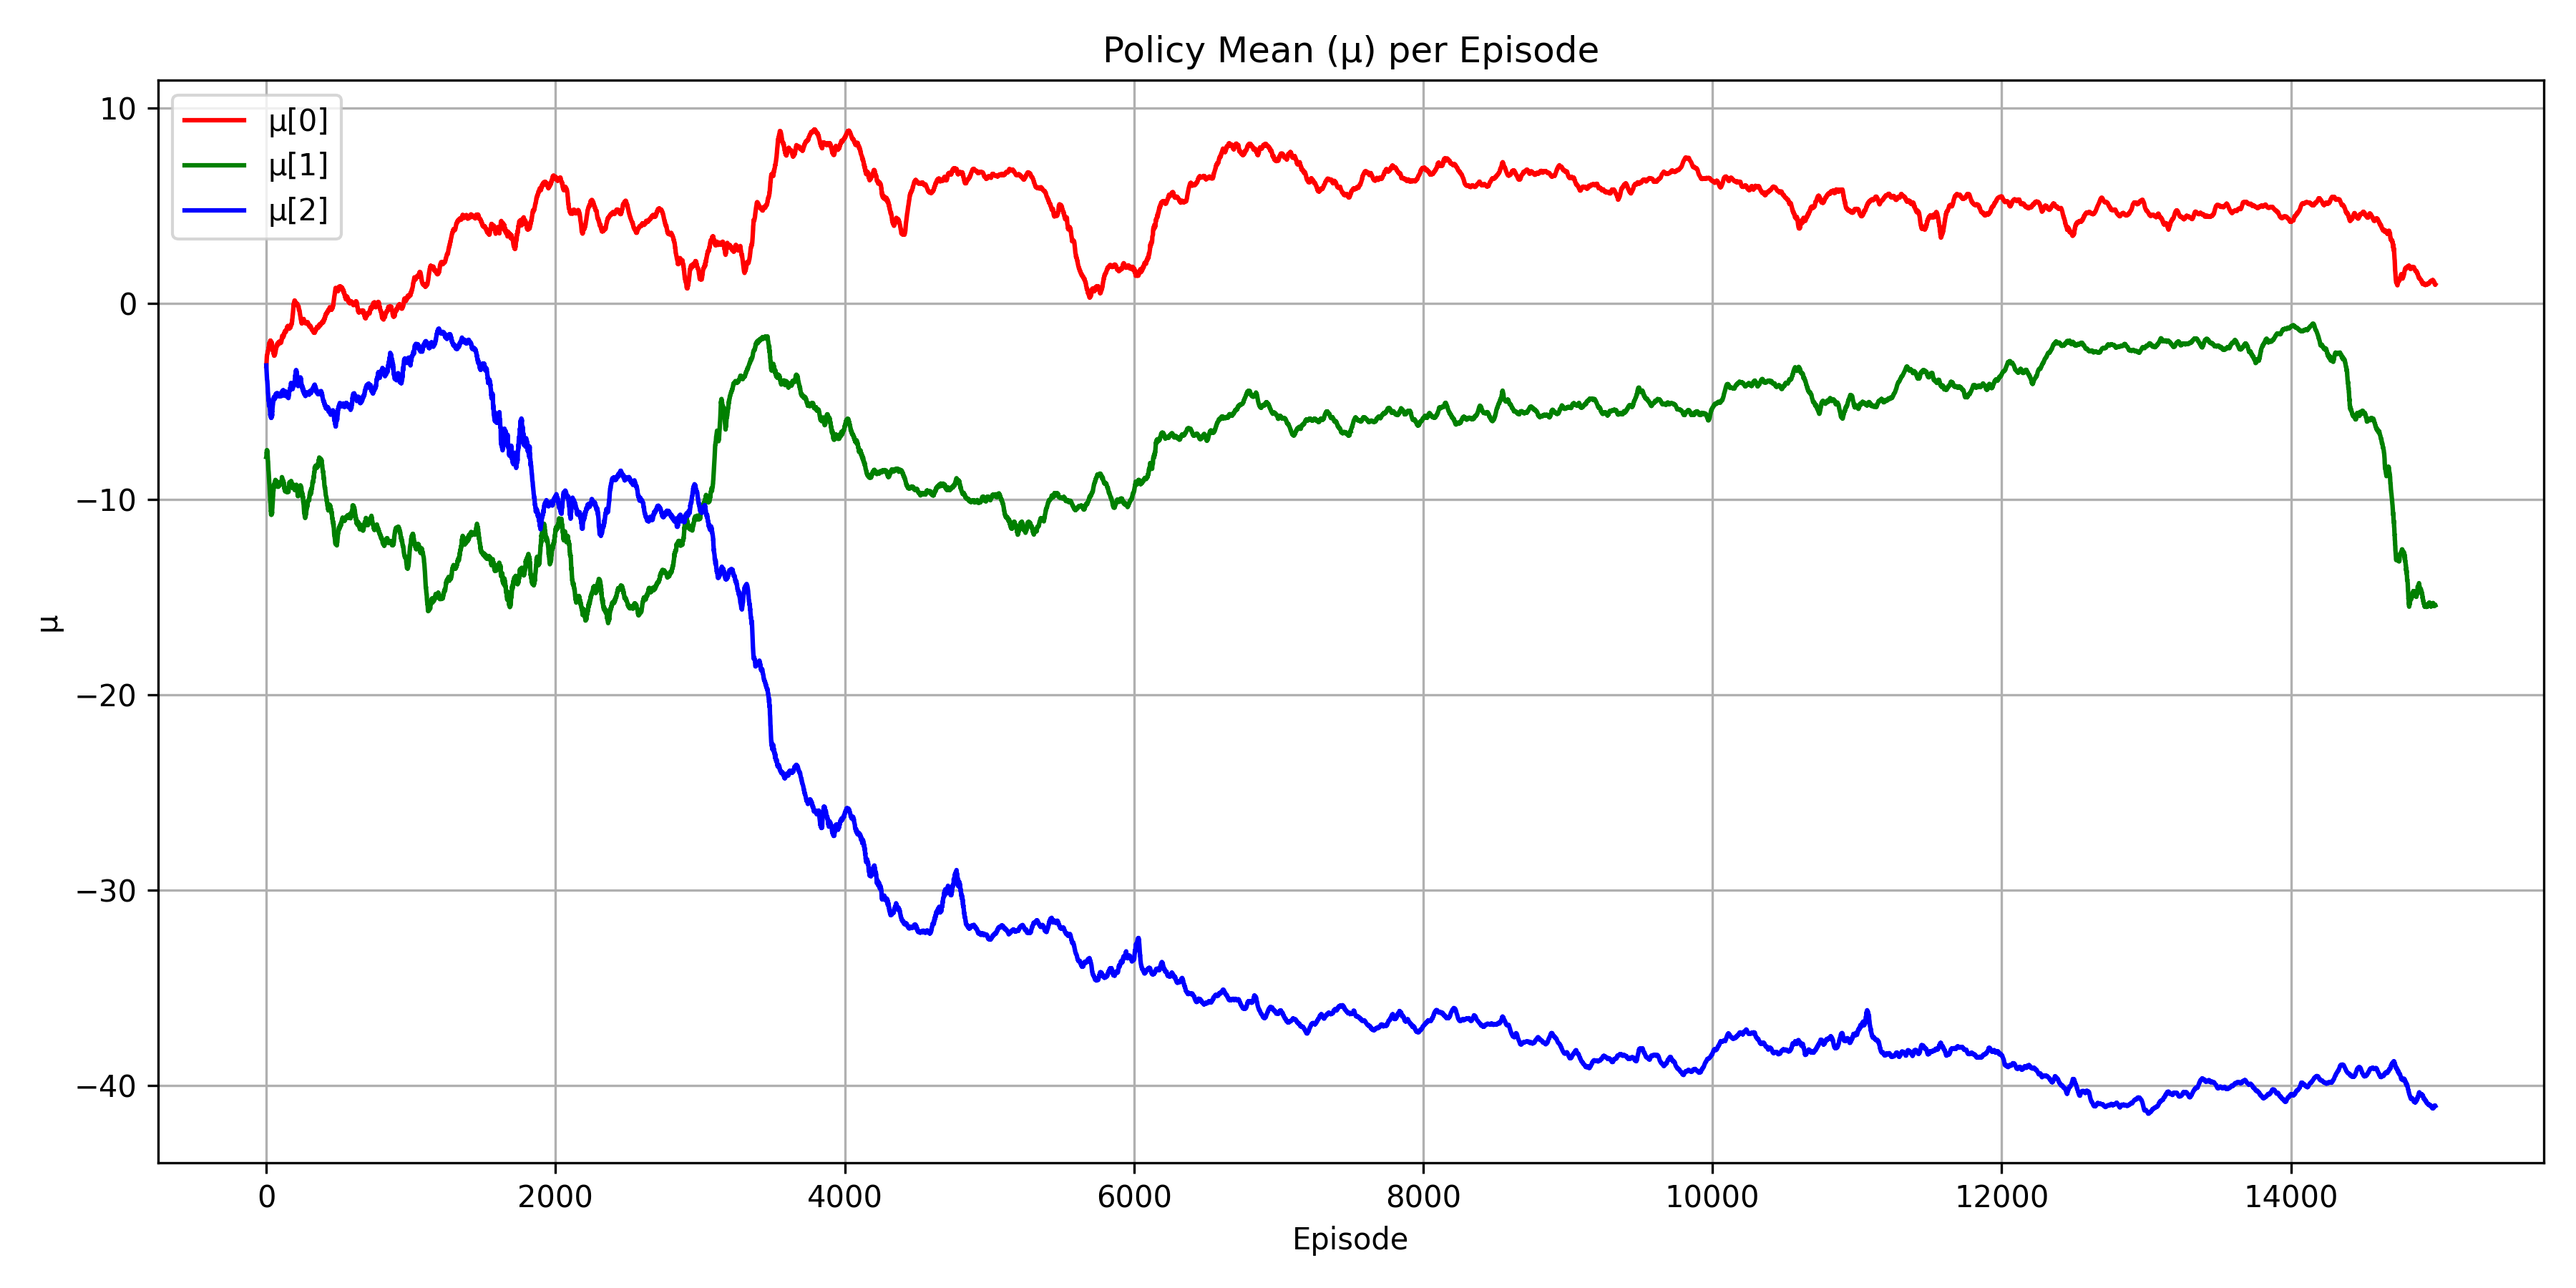 Policy Mean (μ) per Episode
μ[0]
μ[1]
μ[2]
10
0
−10
−20
−30
−40
μ
0 2000 4000 6000 8000 10000 12000 14000
Episode